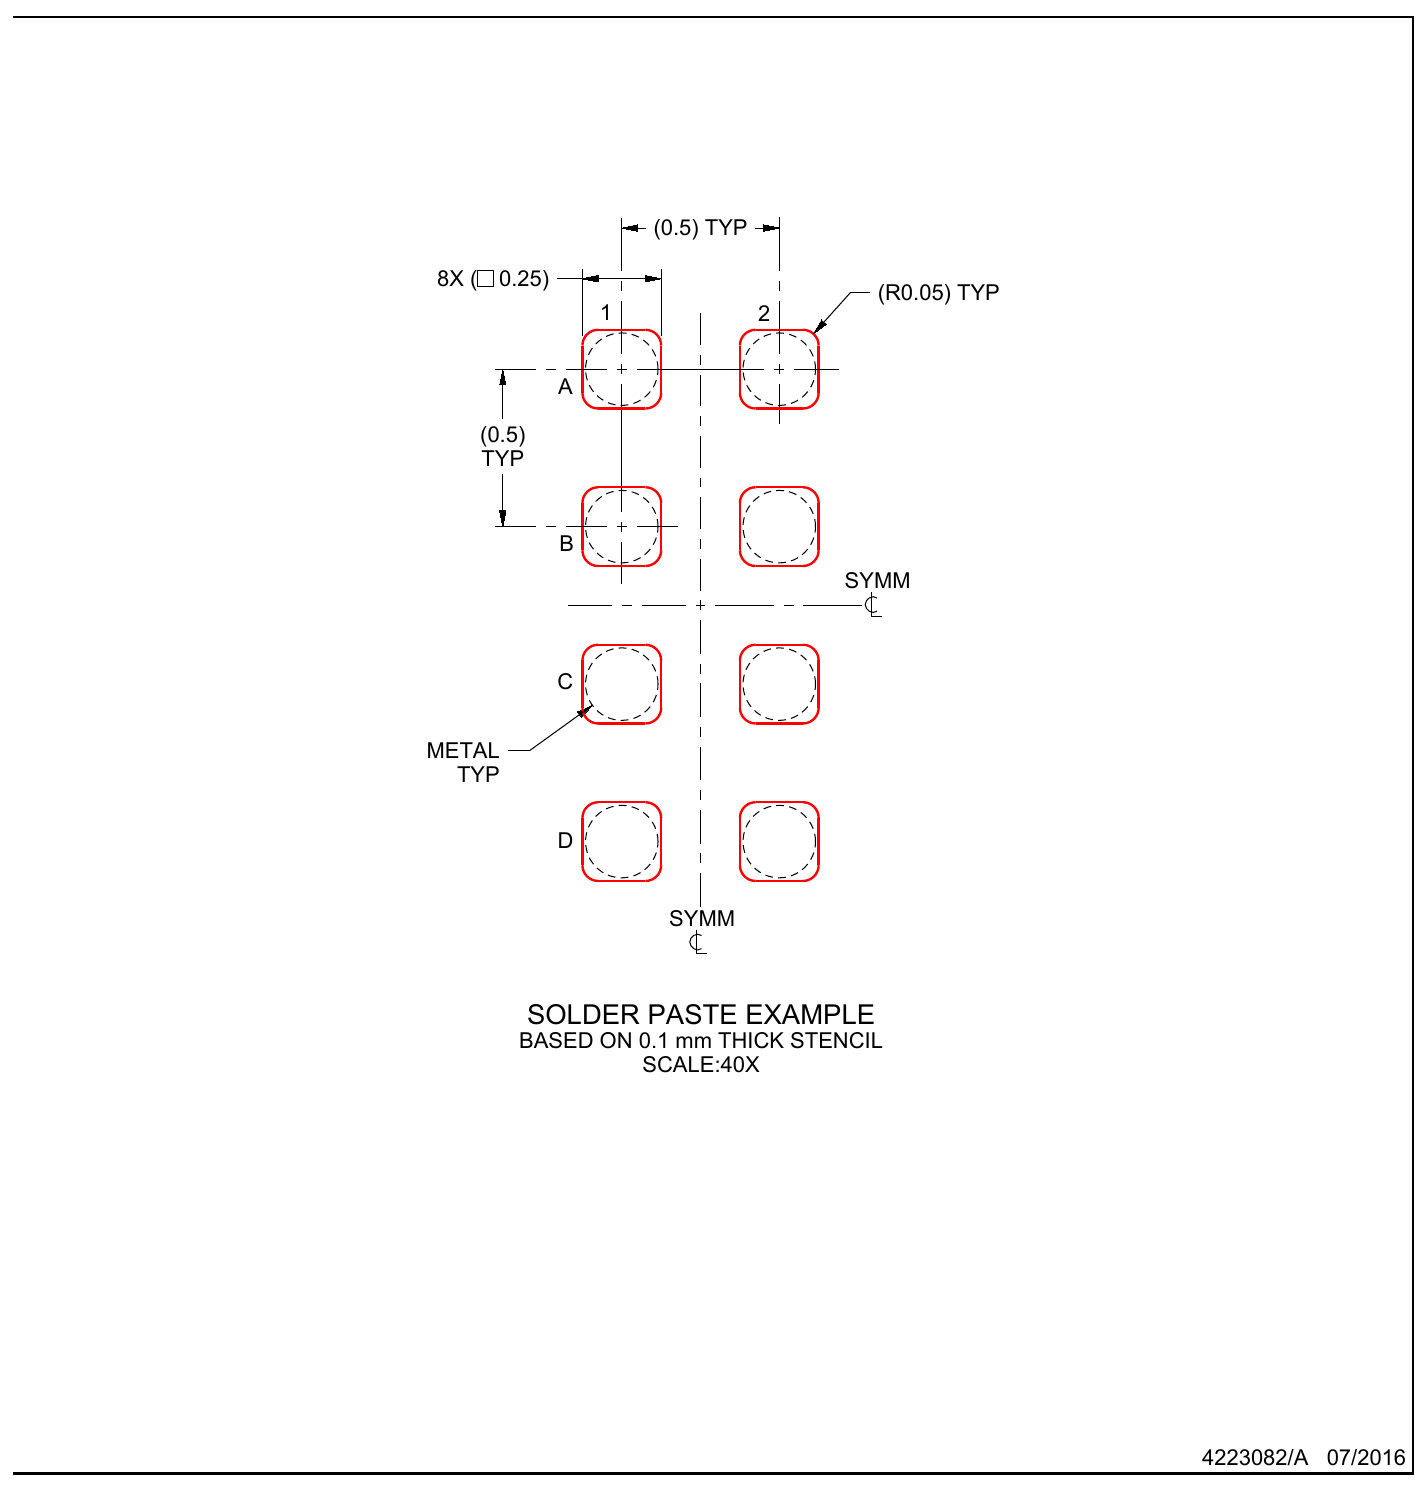 (0.5) TYP
8X (□ 0.25)
(R0.05) TYP
1
2
A
(0.5)
TYP
B
SYMM
℄
C
METAL
TYP
D
SYMM
℄
SOLDER PASTE EXAMPLE
BASED ON 0.1 mm THICK STENCIL
SCALE:40X
4223082/A 07/2016